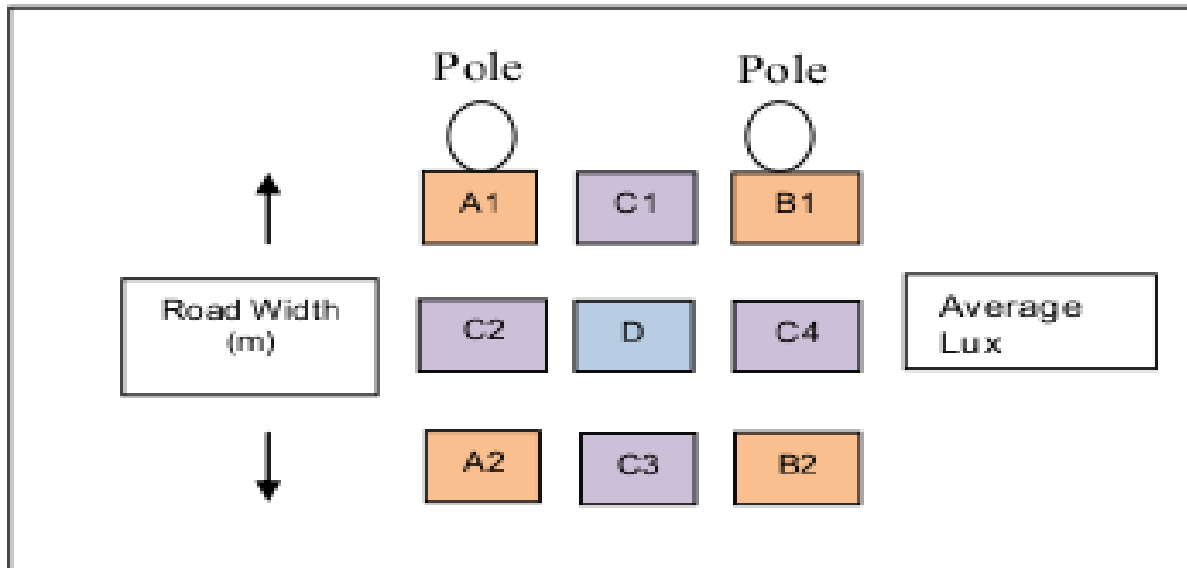 Pole Pole
A1 C1 B1
Road Width
(m)
C2 D C4
Average
Lux
A2 C3 B2